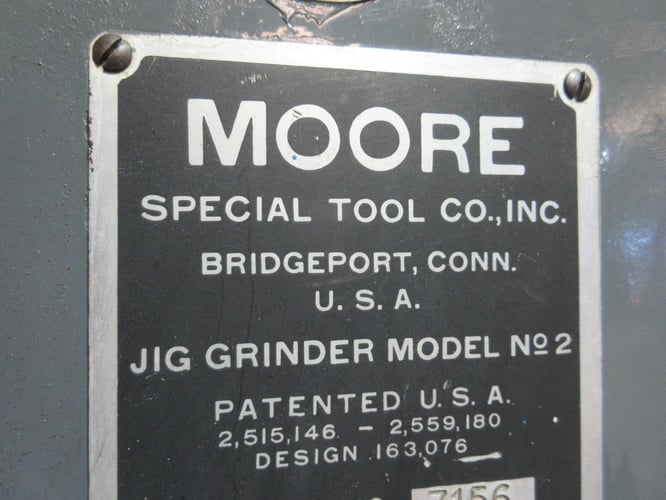 MOORE
SPECIAL TOOL CO., INC.
BRIDGEPORT, CONN.
U. S. A.
JIG GRINDER MODEL Nº 2
PATENTED U. S. A.
2,515,146 - 2,559,180
DESIGN 163,076